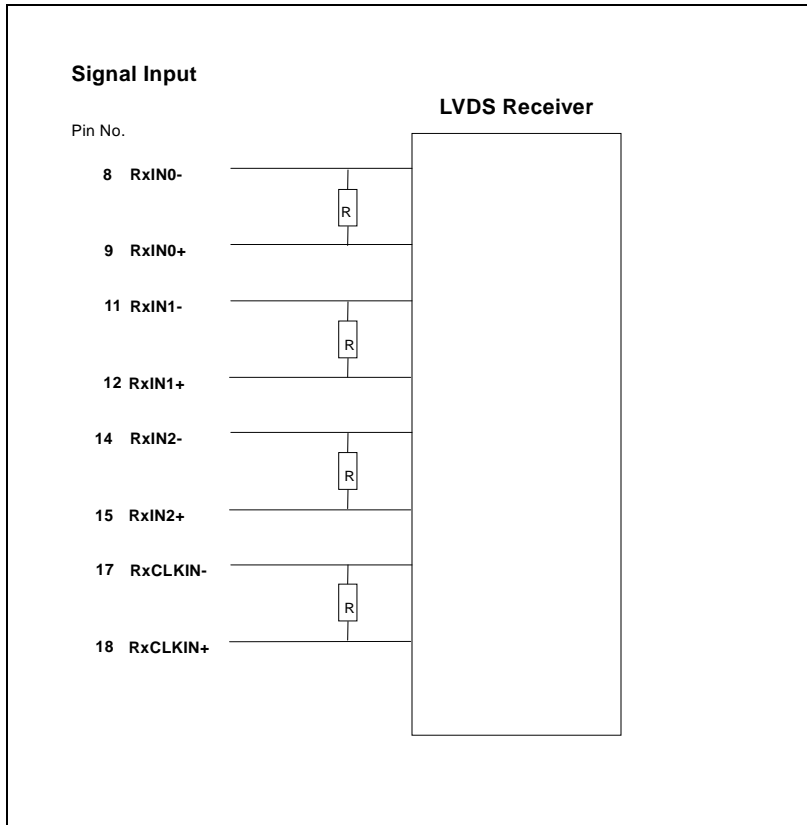 Signal Input
LVDS Receiver
Pin No.
8 RxIN0-
R
9 RxIN0+
11 RxIN1-
R
12 RxIN1+
14 RxIN2-
R
15 RxIN2+
17 RxCLKIN-
R
18 RxCLKIN+